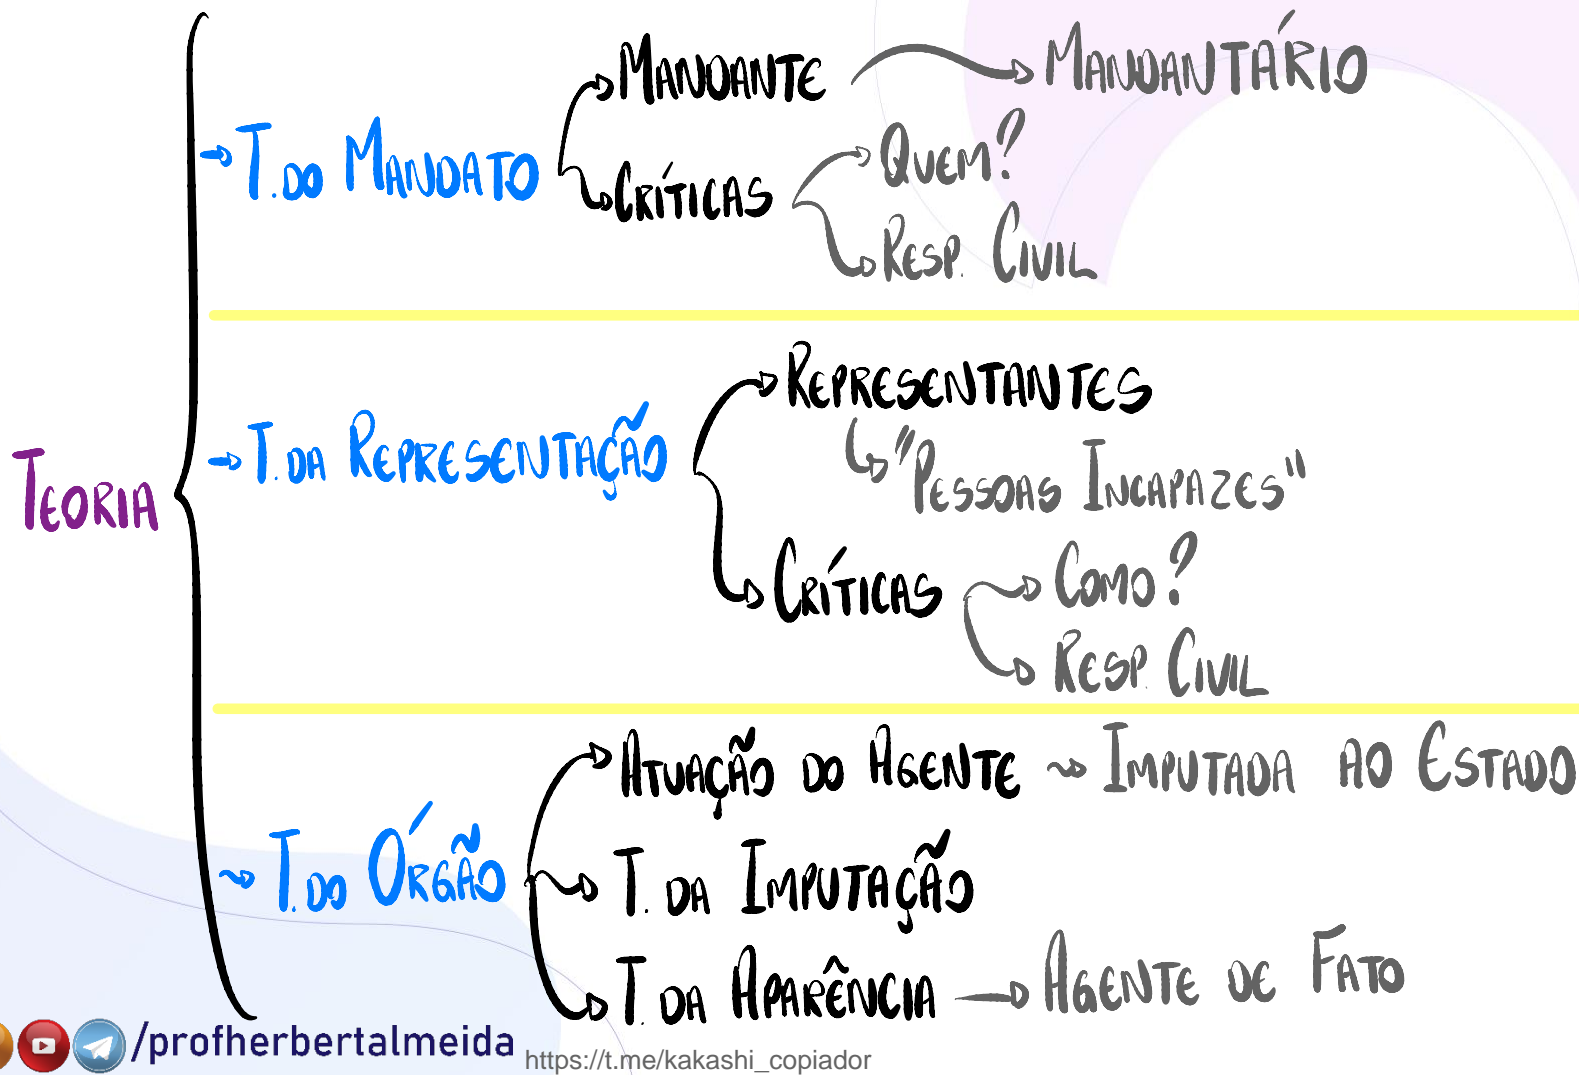 TEORIA
T. DO MANDATO
MANDANTE
MANDANTÁRIO
CRÍTICAS
QUEM?
RESP. CIVIL
T. DA REPRESENTAÇÃO
REPRESENTANTES
"PESSOAS INCAPAZES"
CRÍTICAS
COMO?
RESP. CIVIL
T. DO ÓRGÃO
ATUAÇÃO DO AGENTE IMPUTADA AO ESTADO
T. DA IMPUTAÇÃO
T. DA APARÊNCIA AGENTE DE FATO
/profherbertalmeida
https://t.me/kakashi_copiador